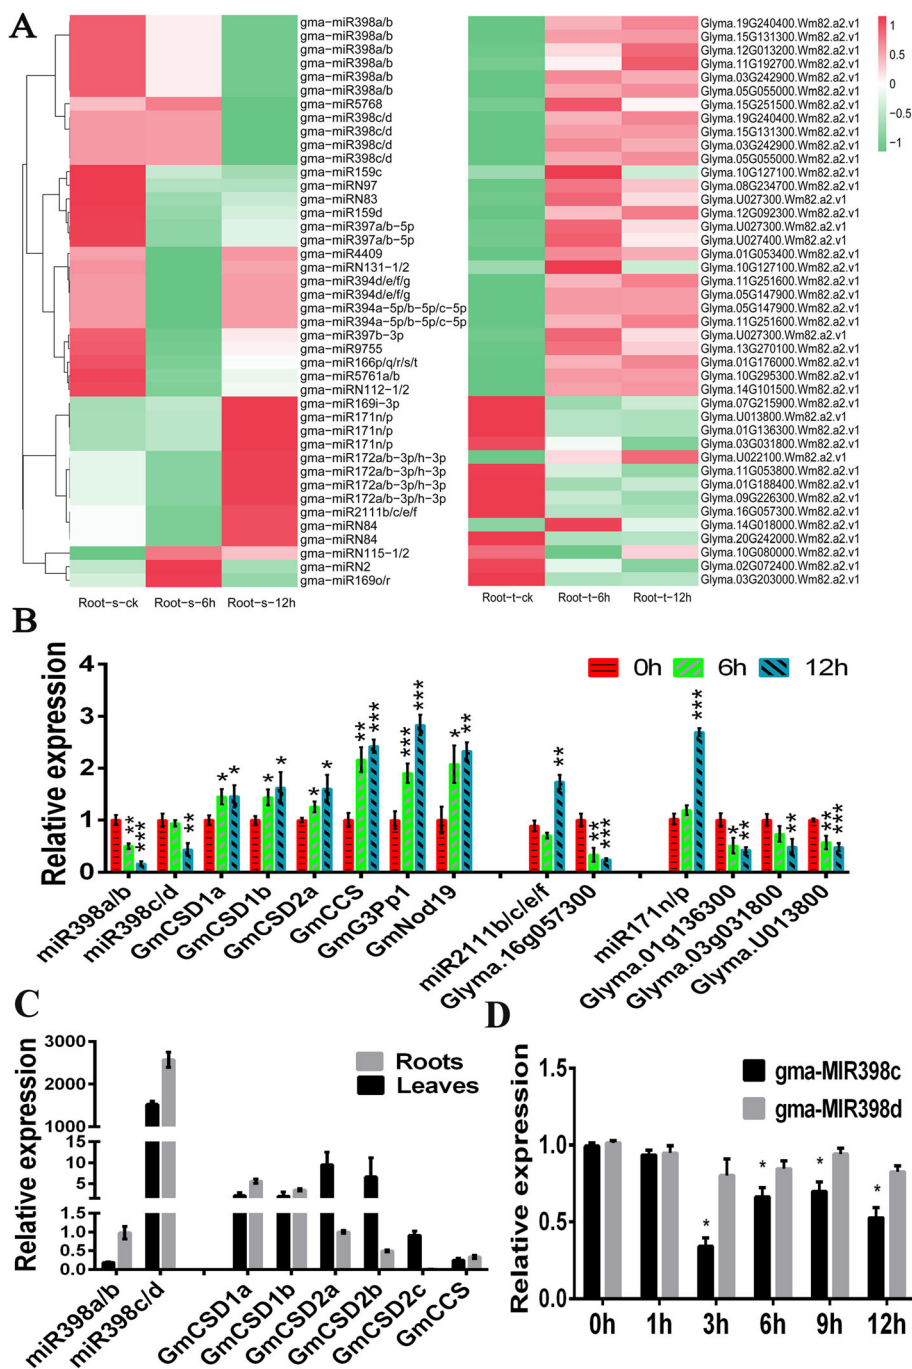 A
gma-miR398a/b
gma-miR398a/b
gma-miR398a/b
gma-miR398a/b
gma-miR398a/b
gma-miR398a/b
gma-miR5768
gma-miR398c/d
gma-miR398c/d
gma-miR398c/d
gma-miR398c/d
gma-miR159c
gma-miRN97
gma-miRN83
gma-miR159d
gma-miR397a/b-5p
gma-miR397a/b-5p
gma-miR4409
gma-miRN131-1/2
gma-miR394d/e/f/g
gma-miR394d/e/f/g
gma-miR394a-5p/b-5p/c-5p
gma-miR394a-5p/b-5p/c-5p
gma-miR397b-3p
gma-miR9755
gma-miR166p/q/r/s/t
gma-miR5761a/b
gma-miRN112-1/2
gma-miR169i-3p
gma-miR171n/p
gma-miR171n/p
gma-miR171n/p
gma-miR172a/b-3p/h-3p
gma-miR172a/b-3p/h-3p
gma-miR172a/b-3p/h-3p
gma-miR172a/b-3p/h-3p
gma-miR2111b/c/e/f
gma-miRN84
gma-miRN84
gma-miRN115-1/2
gma-miRN2
gma-miR169o/r
Root-s-ck Root-s-6h Root-s-12h
Glyma.19G240400.Wm82.a2.v1
Glyma.15G131300.Wm82.a2.v1
Glyma.12G013200.Wm82.a2.v1
Glyma.11G192700.Wm82.a2.v1
Glyma.03G242900.Wm82.a2.v1
Glyma.05G055000.Wm82.a2.v1
Glyma.15G251500.Wm82.a2.v1
Glyma.19G240400.Wm82.a2.v1
Glyma.15G131300.Wm82.a2.v1
Glyma.03G242900.Wm82.a2.v1
Glyma.05G055000.Wm82.a2.v1
Glyma.10G127100.Wm82.a2.v1
Glyma.08G234700.Wm82.a2.v1
Glyma.U027300.Wm82.a2.v1
Glyma.12G092300.Wm82.a2.v1
Glyma.U027300.Wm82.a2.v1
Glyma.U027400.Wm82.a2.v1
Glyma.01G053400.Wm82.a2.v1
Glyma.10G127100.Wm82.a2.v1
Glyma.11G251600.Wm82.a2.v1
Glyma.05G147900.Wm82.a2.v1
Glyma.05G147900.Wm82.a2.v1
Glyma.11G251600.Wm82.a2.v1
Glyma.U027300.Wm82.a2.v1
Glyma.13G270100.Wm82.a2.v1
Glyma.01G176000.Wm82.a2.v1
Glyma.10G295300.Wm82.a2.v1
Glyma.14G101500.Wm82.a2.v1
Glyma.07G215900.Wm82.a2.v1
Glyma.U013800.Wm82.a2.v1
Glyma.01G136300.Wm82.a2.v1
Glyma.03G031800.Wm82.a2.v1
Glyma.U022100.Wm82.a2.v1
Glyma.11G053800.Wm82.a2.v1
Glyma.01G188400.Wm82.a2.v1
Glyma.09G226300.Wm82.a2.v1
Glyma.16G057300.Wm82.a2.v1
Glyma.14G018000.Wm82.a2.v1
Glyma.20G242000.Wm82.a2.v1
Glyma.10G080000.Wm82.a2.v1
Glyma.02G072400.Wm82.a2.v1
Glyma.03G203000.Wm82.a2.v1
Root-t-ck Root-t-6h Root-t-12h
1
0.5
0
-0.5
-1
B
Relative expression
4
3
2
1
0
0h 6h 12h
** *** ** * * * * * * ** *** *** *** * ** ** ** *** *** * ** ** ** ***
miR398a/b
miR398c/d
GmCSD1a
GmCSD1b
GmCSD2a
GmCCS
GmG3Pp1
GmNod19
miR2111b/c/e/f
Glyma.16g057300
miR171n/p
Glyma.01g136300
Glyma.03g031800
Glyma.U013800
C
Relative expression
3000
2000
1000
15
10
5
1.5
1.0
0.5
0.0
Roots
Leaves
miR398a/b
miR398c/d
GmCSD1a
GmCSD1b
GmCSD2a
GmCSD2b
GmCSD2c
GmCCS
D
Relative expression
1.5
1.0
0.5
0.0
gma-MIR398c
gma-MIR398d
* * * *
0h 1h 3h 6h 9h 12h